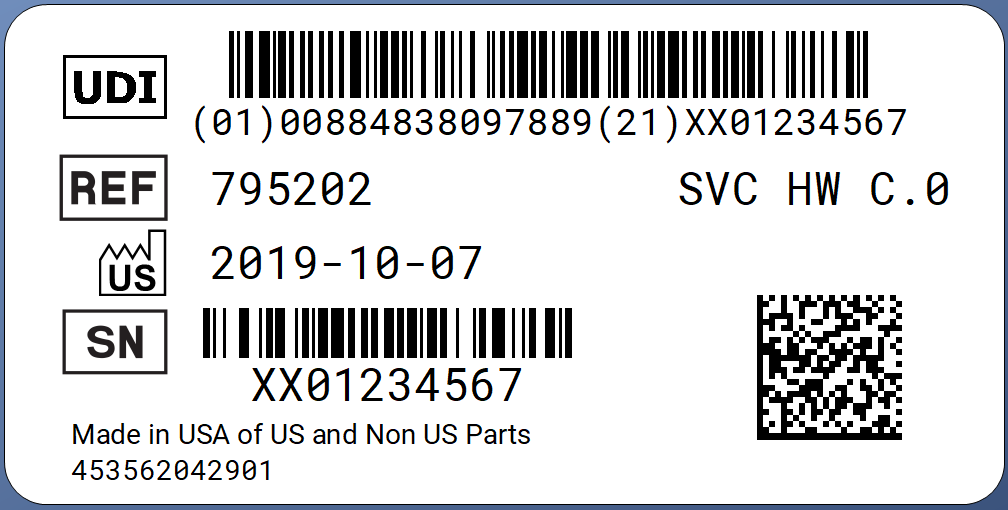 UDI
(01)00884838097889(21)XX01234567
REF 795202 SVC HW C.0
US 2019-10-07
SN
XX01234567
Made in USA of US and Non US Parts
453562042901